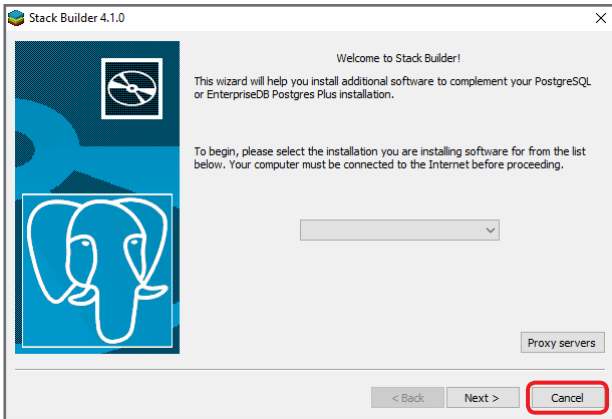 Stack Builder 4.1.0
Welcome to Stack Builder!
This wizard will help you install additional software to complement your PostgreSQL
or EnterpriseDB Postgres Plus installation.
To begin, please select the installation you are installing software for from the list
below. Your computer must be connected to the Internet before proceeding.
Proxy servers
< Back Next > Cancel